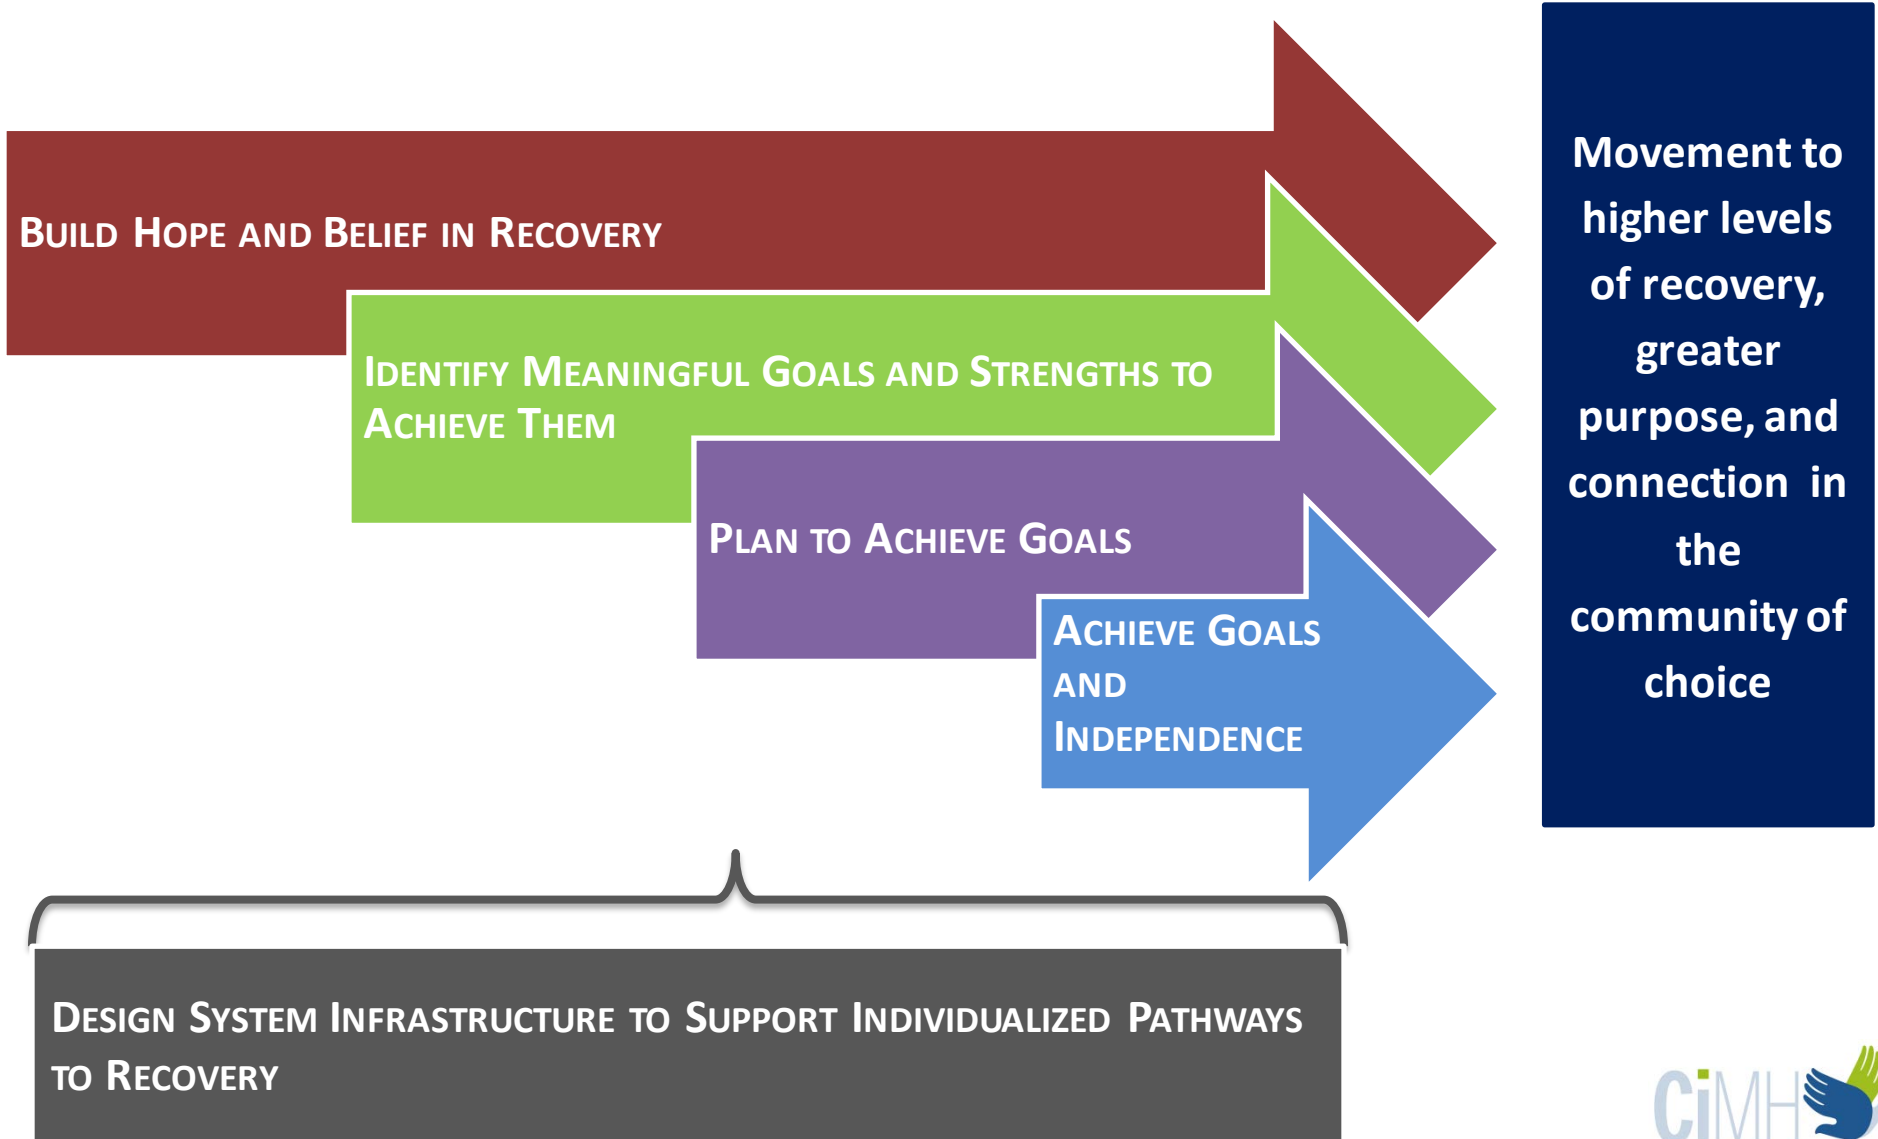 BUILD HOPE AND BELIEF IN RECOVERY
IDENTIFY MEANINGFUL GOALS AND STRENGTHS TO
ACHIEVE THEM
PLAN TO ACHIEVE GOALS
ACHIEVE GOALS
AND
INDEPENDENCE
Movement to
higher levels
of recovery,
greater
purpose, and
connection in
the
community of
choice
DESIGN SYSTEM INFRASTRUCTURE TO SUPPORT INDIVIDUALIZED PATHWAYS
TO RECOVERY
CiMH